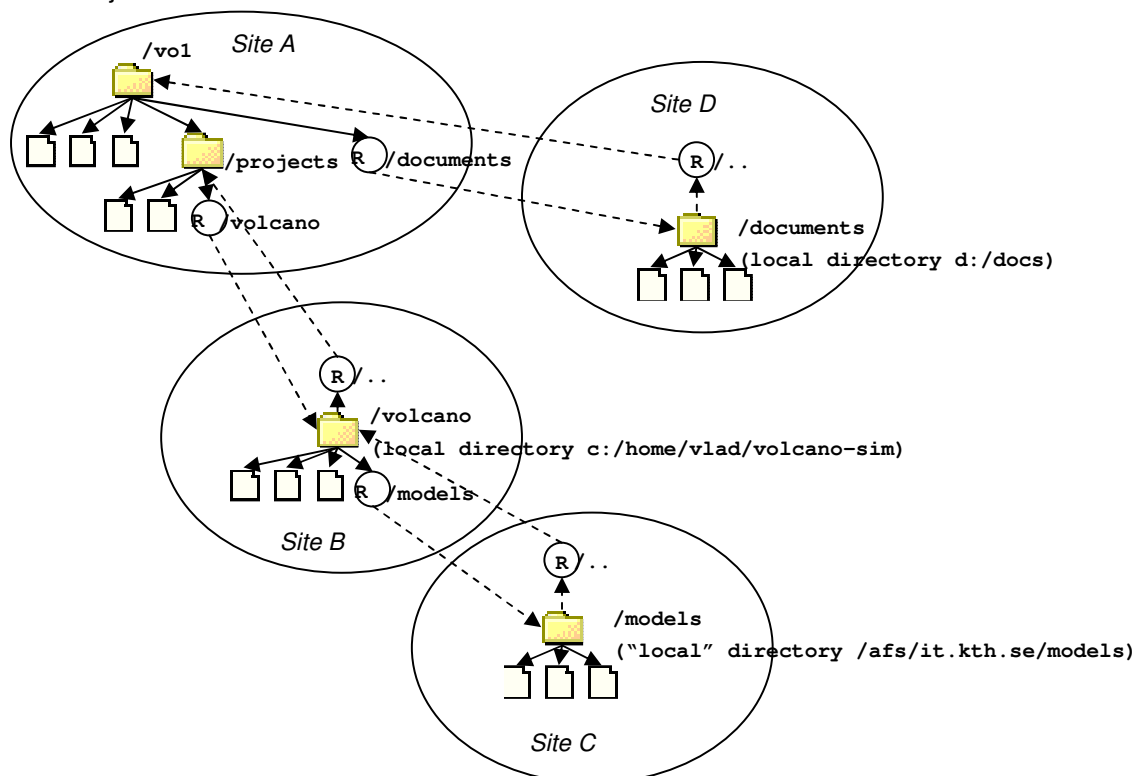 /vo1
Site A
Site D
R /..
/projects
R /documents
R /volcano
/documents
(local directory d:/docs)
R /..
/volcano
(local directory c:/home/vlad/volcano-sim)
R /models
Site B
R /..
/models
(“local” directory /afs/it.kth.se/models)
Site C